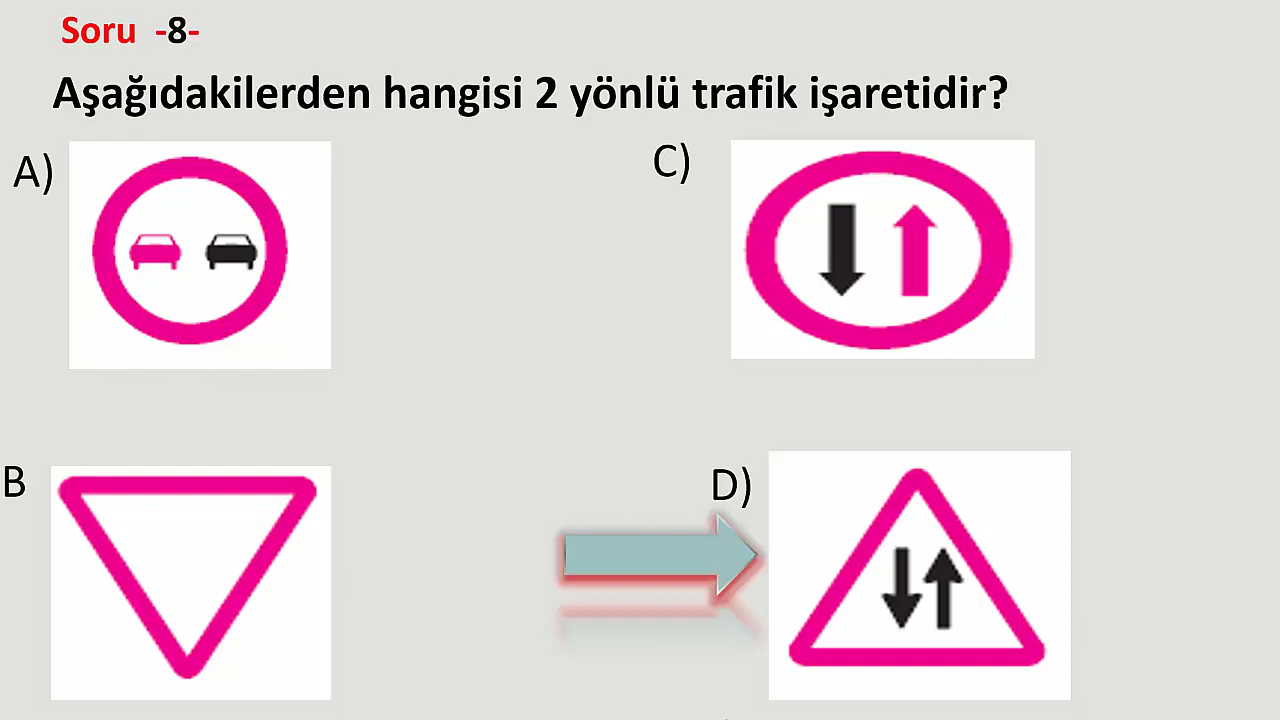 Soru -8-
Aşağıdakilerden hangisi 2 yönlü trafik işaretidir?
A)
C)
B
D)